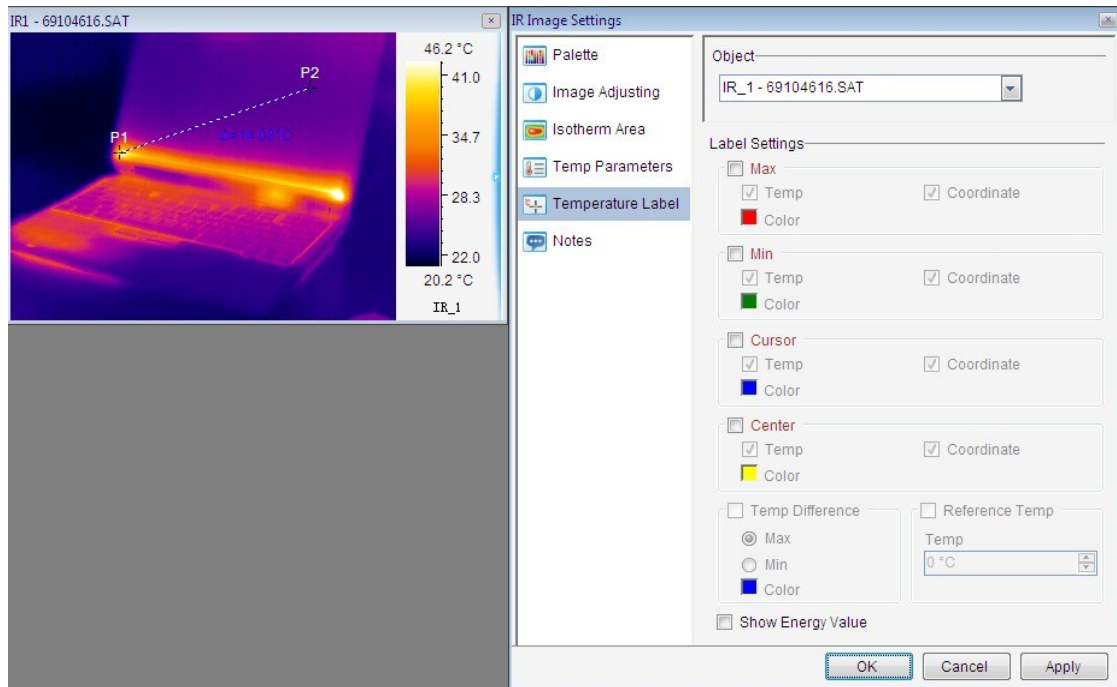 IR1 - 69104616.SAT
46.2 °C
41.0
34.7
28.3
22.0
20.2 °C
IR_1
P1
P2
IR Image Settings
Palette
Image Adjusting
Isotherm Area
Temp Parameters
Temperature Label
Notes
Object
IR_1 - 69104616.SAT
Label Settings
Max
Temp Coordinate
Color
Min
Temp Coordinate
Color
Cursor
Temp Coordinate
Color
Center
Temp Coordinate
Color
Temp Difference Reference Temp
Max Temp
Min 0 °C
Color
Show Energy Value
OK Cancel Apply